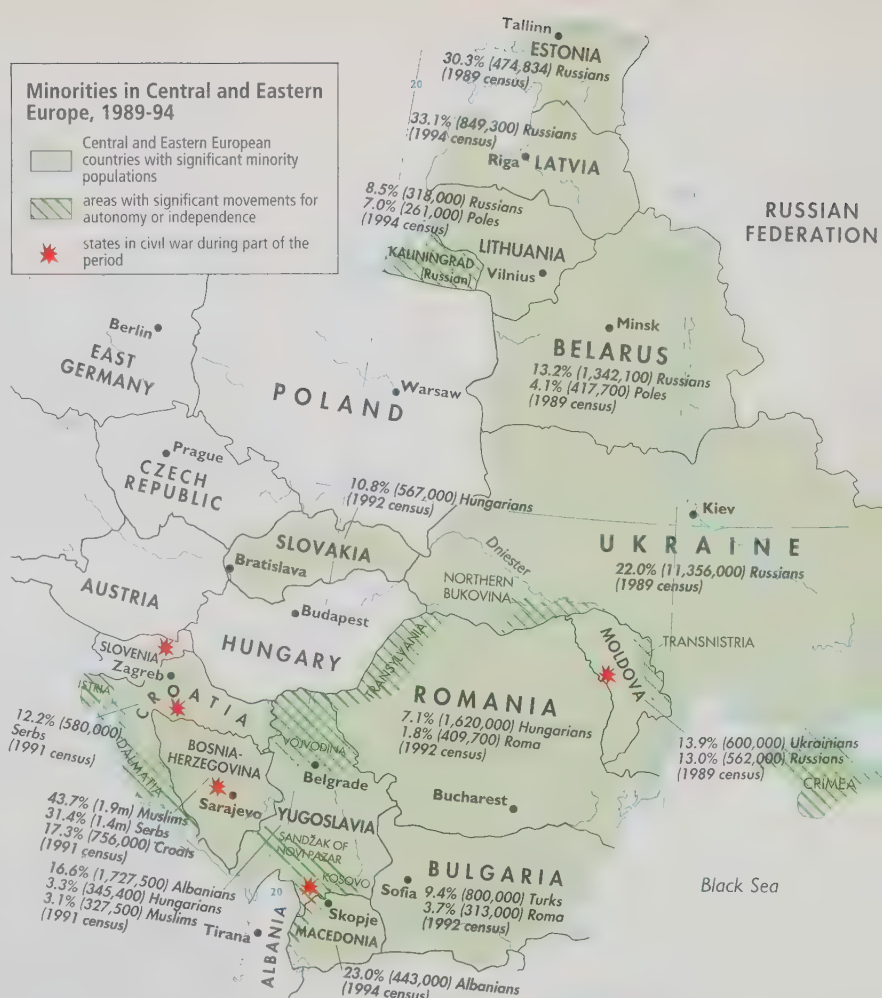 Minorities in Central and Eastern
Europe, 1989-94
Central and Eastern European
countries with significant minority
populations
areas with significant movements for
autonomy or independence
states in civil war during part of the
period
Tallinn
ESTONIA
30.3% (474,834) Russians
(1989 census)
20
33.1% (849,300) Russians
(1994 census)
Riga
LATVIA
8.5% (318,000) Russians
7.0% (261,000) Poles
(1994 census)
LITHUANIA
KALININGRAD
(Russian)
Vilnius
RUSSIAN
FEDERATION
Minsk
BELARUS
13.2% (1,342,100) Russians
4.1% (417,700) Poles
(1989 census)
Berlin
EAST
GERMANY
POLAND
Warsaw
Prague
CZECH
REPUBLIC
10.8% (567,000) Hungarians
(1992 census)
Kiev
UKRAINE
22.0% (11,356,000) Russians
(1989 census)
SLOVAKIA
Bratislava
Dniester
NORTHERN
BUKOVINA
AUSTRIA
Budapest
HUNGARY
TRANSYLVANIA
MOLDOVA
TRANSNISTRIA
SLOVENIA
Zagreb
ISTRIA
CROATIA
ROMANIA
7.1% (1,620,000) Hungarians
1.8% (409,700) Roma
(1992 census)
12.2% (580,000)
Serbs
(1991 census)
DALMATIA
BOSNIA-
HERZEGOVINA
Sarajevo
VOJVODINA
Belgrade
13.9% (600,000) Ukrainians
13.0% (562,000) Russians
(1989 census)
CRIMEA
Bucharest
43.7% (1.9m) Muslims
31.4% (1.4m) Serbs
17.3% (756,000) Croats
(1991 census)
YUGOSLAVIA
SANDŽAK OF
NOVI PAZAR
KOSOVO
16.6% (1,727,500) Albanians
3.3% (345,400) Hungarians
3.1% (327,500) Muslims
(1991 census)
20
BULGARIA
Sofia
9.4% (800,000) Turks
3.7% (313,000) Roma
(1992 census)
Black Sea
Tirana
ALBANIA
Skopje
MACEDONIA
23.0% (443,000) Albanians
(1994 census)